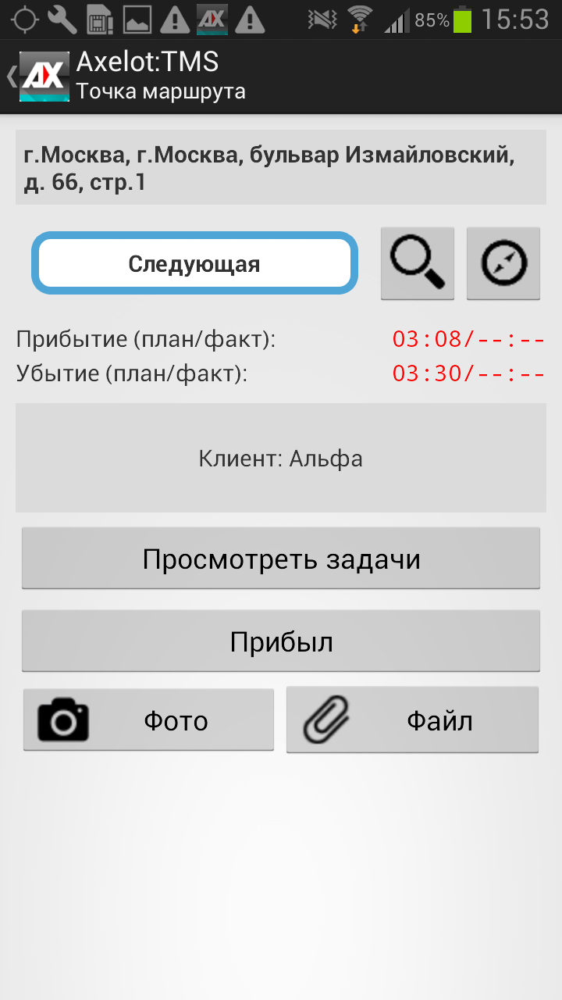 85% 15:53
Axelot:TMS
Точка маршрута
г.Москва, г.Москва, бульвар Измайловский,
д. 66, стр.1
Следующая
Прибытие (план/факт): 03:08/--:--
Убытие (план/факт): 03:30/--:--
Клиент: Альфа
Просмотреть задачи
Прибыл
Фото Файл